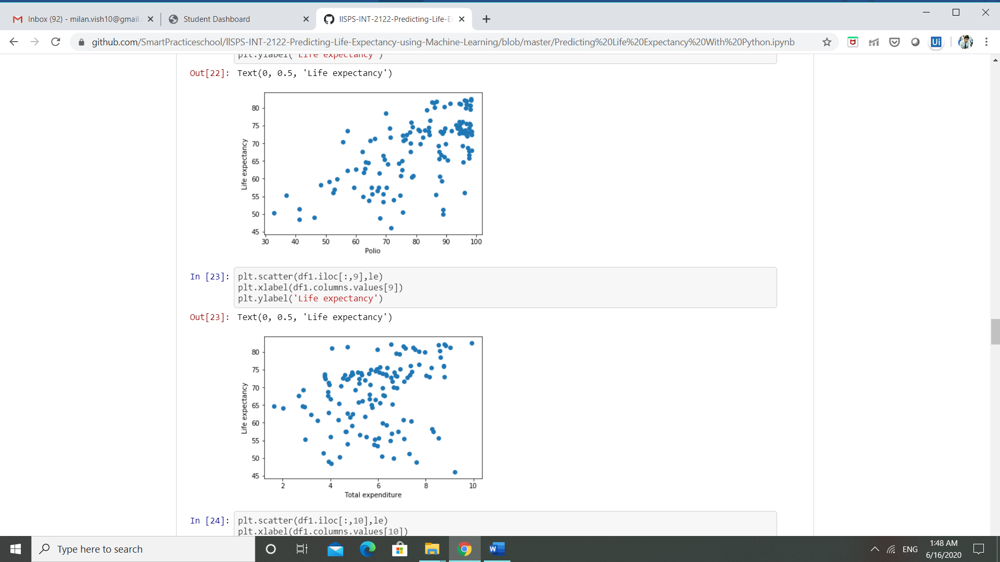 Inbox (92) - milan.vish10@gmail.
Student Dashboard
llSPS-INT-2122-Predicting-Life-E
github.com/SmartPracticeschool/llSPS-INT-2122-Predicting-Life-Expectancy-using-Machine-Learning/blob/master/Predicting%20Life%20Expectancy%20With%20Python.ipynb
Ui
plt.ylabel('Life expectancy')
Out[22]: Text(0, 0.5, 'Life expectancy')
80
75
70
65
60
55
50
45
Life expectancy
30 40 50 60 70 80 90 100
Polio
In [23]: plt.scatter(df1.iloc[:,9],le)
plt.xlabel(df1.columns.values[9])
plt.ylabel('Life expectancy')
Out[23]: Text(0, 0.5, 'Life expectancy')
80
75
70
65
60
55
50
45
Life expectancy
2 4 6 8 10
Total expenditure
In [24]: plt.scatter(df1.iloc[:,10],le)
plt.xlabel(df1.columns.values[10])
Type here to search
W
ENG
1:48 AM
6/16/2020